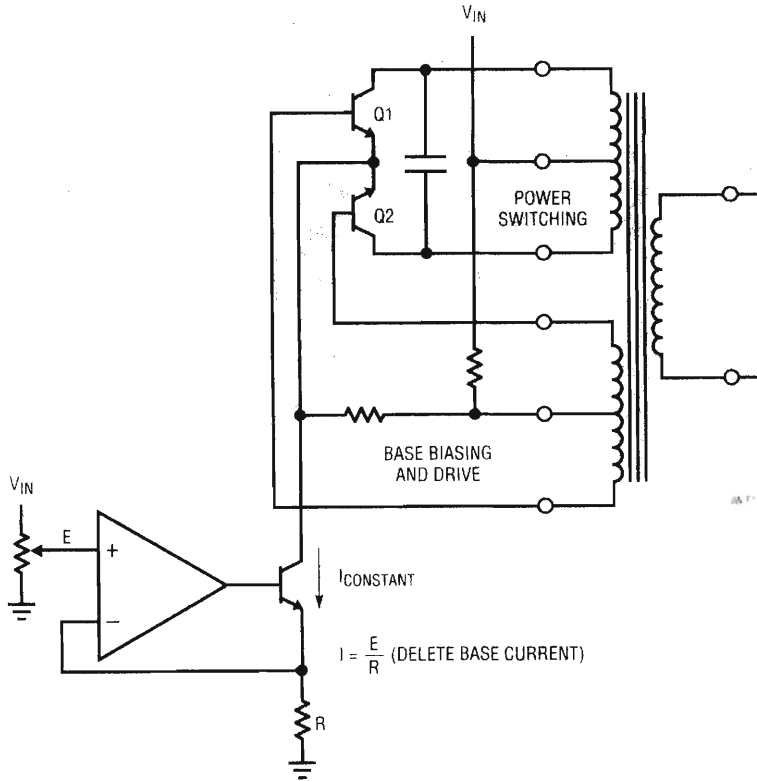 VIN
Q1
Q2
POWER
SWITCHING
BASE BIASING
AND DRIVE
VIN
E
+
−
ICONSTANT
I = E/R (DELETE BASE CURRENT)
R